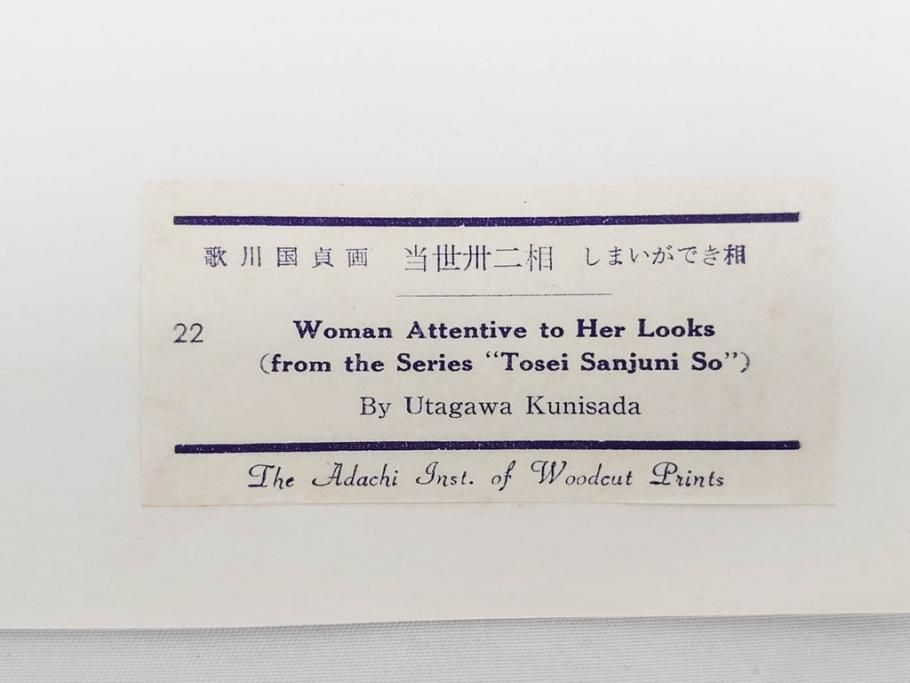 歌川国貞画 当世卅二相 しまいができ相
22 Woman Attentive to Her Looks
(from the Series “Tosei Sanjuni So”)
By Utagawa Kunisada
The Adachi Inst. of Woodcut Prints